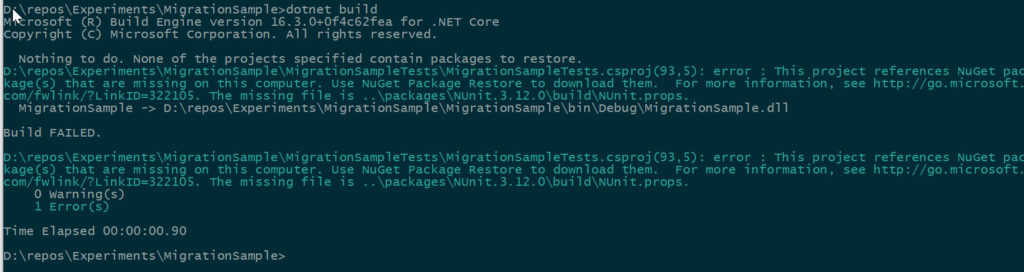 D:\repos\Experiments\MigrationSample>dotnet build
Microsoft (R) Build Engine version 16.3.0+0f4c62fea for .NET Core
Copyright (C) Microsoft Corporation. All rights reserved.
Nothing to do. None of the projects specified contain packages to restore.
D:\repos\Experiments\MigrationSample\MigrationSampleTests\MigrationSampleTests.csproj(93,5): error : This project references NuGet pac
kage(s) that are missing on this computer. Use NuGet Package Restore to download them.  For more information, see http://go.microsoft.
com/fwlink/?LinkID=322105. The missing file is ..\packages\NUnit.3.12.0\build\NUnit.props.
MigrationSample -> D:\repos\Experiments\MigrationSample\MigrationSample\bin\Debug\MigrationSample.dll
Build FAILED.
D:\repos\Experiments\MigrationSample\MigrationSampleTests\MigrationSampleTests.csproj(93,5): error : This project references NuGet pac
kage(s) that are missing on this computer. Use NuGet Package Restore to download them.  For more information, see http://go.microsoft.
com/fwlink/?LinkID=322105. The missing file is ..\packages\NUnit.3.12.0\build\NUnit.props.
0 Warning(s)
1 Error(s)
Time Elapsed 00:00:00.90
D:\repos\Experiments\MigrationSample>